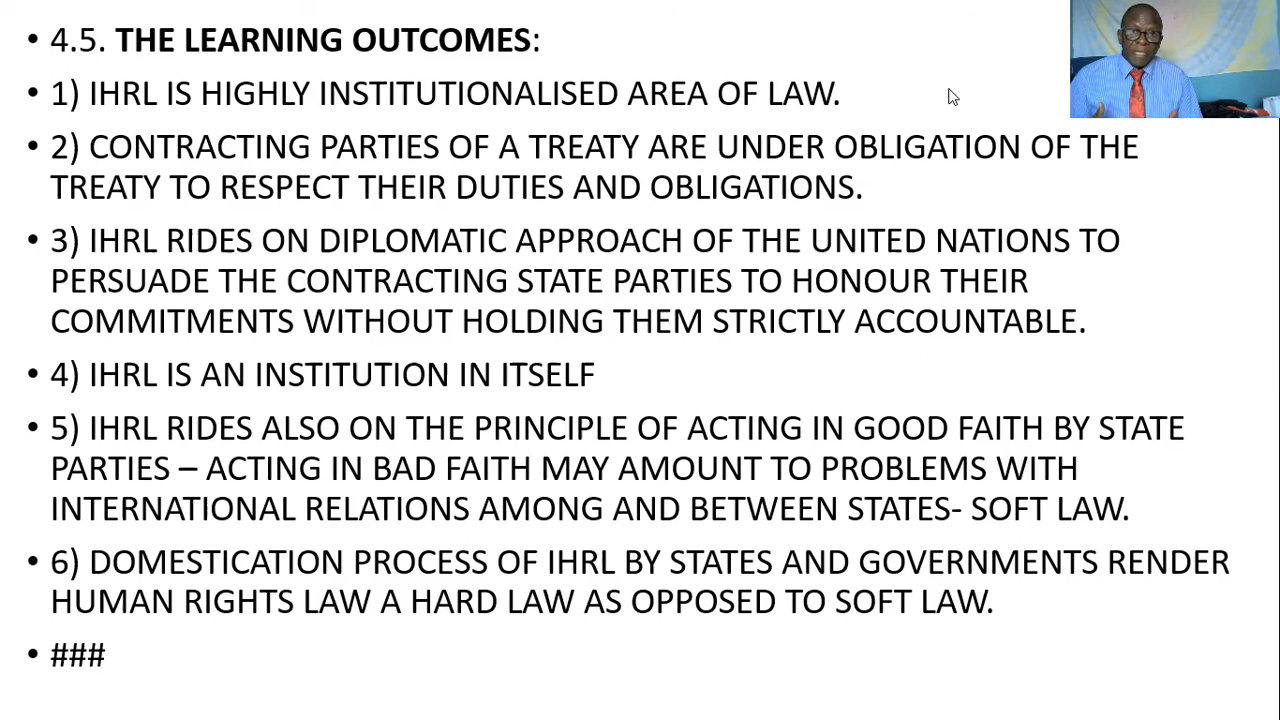 • 4.5. THE LEARNING OUTCOMES:
• 1) IHRL IS HIGHLY INSTITUTIONALISED AREA OF LAW.
• 2) CONTRACTING PARTIES OF A TREATY ARE UNDER OBLIGATION OF THE
TREATY TO RESPECT THEIR DUTIES AND OBLIGATIONS.
• 3) IHRL RIDES ON DIPLOMATIC APPROACH OF THE UNITED NATIONS TO
PERSUADE THE CONTRACTING STATE PARTIES TO HONOUR THEIR
COMMITMENTS WITHOUT HOLDING THEM STRICTLY ACCOUNTABLE.
• 4) IHRL IS AN INSTITUTION IN ITSELF
• 5) IHRL RIDES ALSO ON THE PRINCIPLE OF ACTING IN GOOD FAITH BY STATE
PARTIES – ACTING IN BAD FAITH MAY AMOUNT TO PROBLEMS WITH
INTERNATIONAL RELATIONS AMONG AND BETWEEN STATES- SOFT LAW.
• 6) DOMESTICATION PROCESS OF IHRL BY STATES AND GOVERNMENTS RENDER
HUMAN RIGHTS LAW A HARD LAW AS OPPOSED TO SOFT LAW.
• ###